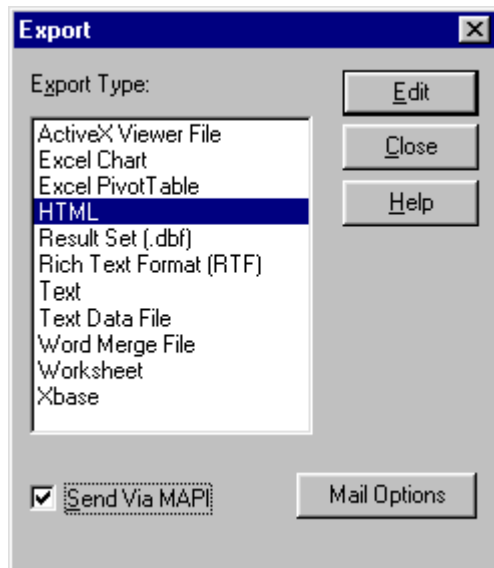 Export
Export Type:
ActiveX Viewer File
Excel Chart
Excel PivotTable
HTML
Result Set (.dbf)
Rich Text Format (RTF)
Text
Text Data File
Word Merge File
Worksheet
Xbase
Edit
Close
Help
Send Via MAPI
Mail Options